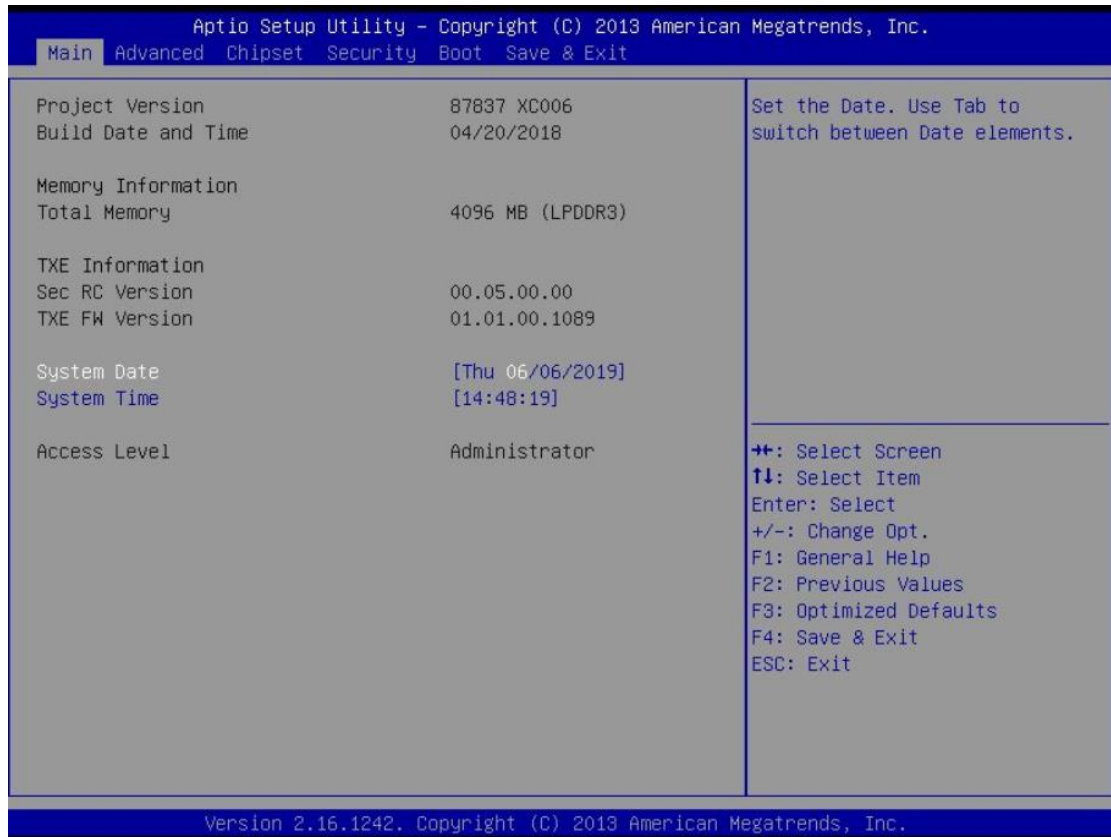 Aptio Setup Utility – Copyright (C) 2013 American Megatrends, Inc.
Main Advanced Chipset Security Boot Save & Exit
Project Version 87837 XC006
Build Date and Time 04/20/2018
Memory Information
Total Memory 4096 MB (LPDDR3)
TXE Information
Sec RC Version 00.05.00.00
TXE FW Version 01.01.00.1089
System Date [Thu 06/06/2019]
System Time [14:48:19]
Access Level Administrator
Set the Date. Use Tab to
switch between Date elements.
→←: Select Screen
↑↓: Select Item
Enter: Select
+/-: Change Opt.
F1: General Help
F2: Previous Values
F3: Optimized Defaults
F4: Save & Exit
ESC: Exit
Version 2.16.1242. Copyright (C) 2013 American Megatrends, Inc.